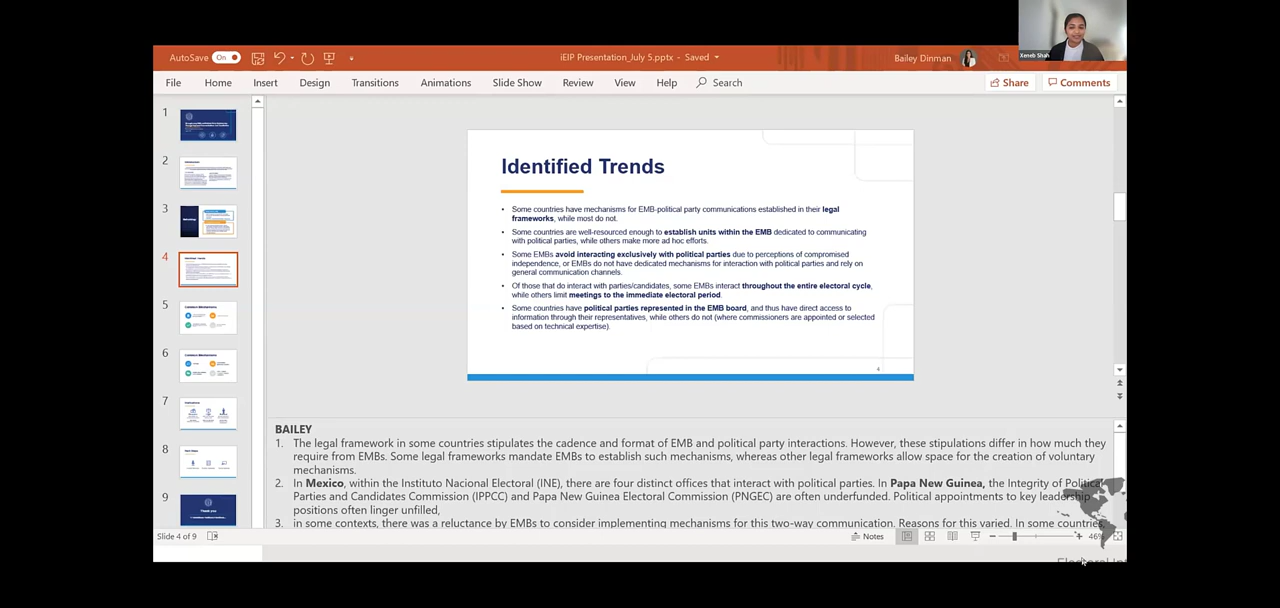 Xeneb Shah
AutoSave On
iEIP Presentation_July 5.pptx - Saved
Bailey Dinman
File Home Insert Design Transitions Animations Slide Show Review View Help Search
Share Comments
1
2
3
4
5
6
7
8
9
Identified Trends
• Some countries have mechanisms for EMB-political party communications established in their legal
frameworks, while most do not.
• Some countries are well-resourced enough to establish units within the EMB dedicated to communicating
with political parties, while others make more ad hoc efforts.
• Some EMBs avoid interacting exclusively with political parties due to perceptions of compromised
independence, or EMBs do not have dedicated mechanisms for interaction with political parties and rely on
general communication channels.
• Of those that do interact with parties/candidates, some EMBs interact throughout the entire electoral cycle,
while others limit meetings to the immediate electoral period.
• Some countries have political parties represented in the EMB board, and thus have direct access to
information through their representatives, while others do not (where commissioners are appointed or selected
based on technical expertise).
4
BAILEY
1. The legal framework in some countries stipulates the cadence and format of EMB and political party interactions. However, these stipulations differ in how much they
require from EMBs. Some legal frameworks mandate EMBs to establish such mechanisms, whereas other legal frameworks allow space for the creation of voluntary
mechanisms.
2. In Mexico, within the Instituto Nacional Electoral (INE), there are four distinct offices that interact with political parties. In Papua New Guinea, the Integrity of Political
Parties and Candidates Commission (IPPCC) and Papua New Guinea Electoral Commission (PNGEC) are often underfunded. Political appointments to key leadership
positions often linger unfilled,
3. in some contexts, there was a reluctance by EMBs to consider implementing mechanisms for this two-way communication. Reasons for this varied. In some countries,
Slide 4 of 9
Notes
46%